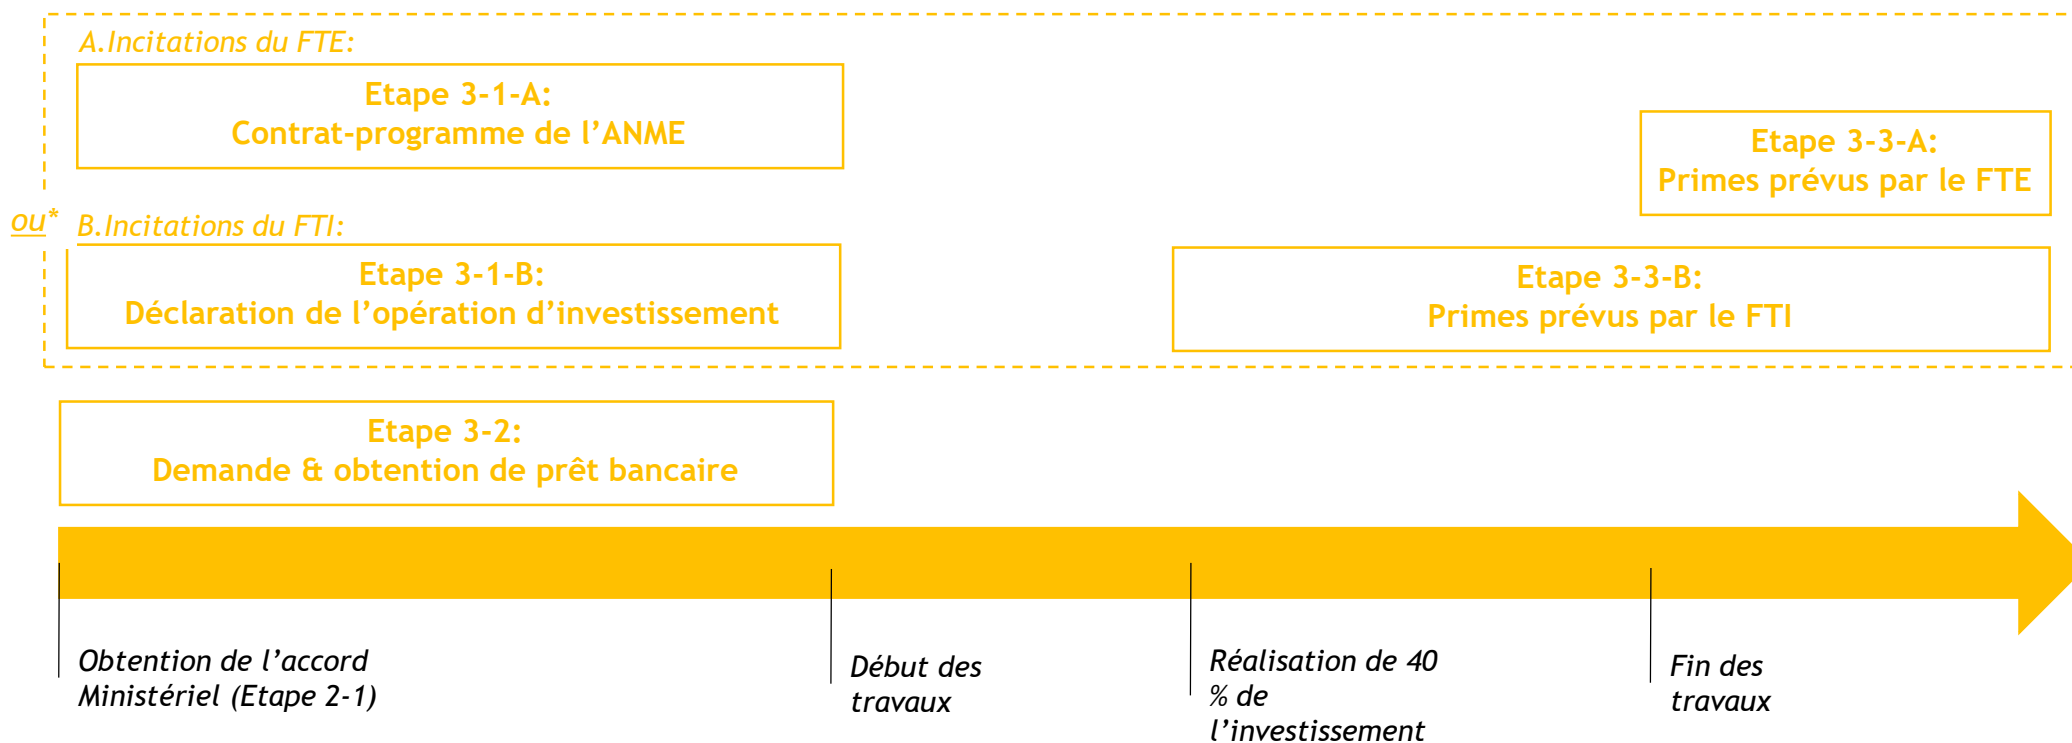 A.Incitations du FTE:
Etape 3-1-A:
Contrat-programme de l’ANME
Etape 3-3-A:
Primes prévus par le FTE
ou*
B.Incitations du FTI:
Etape 3-1-B:
Déclaration de l’opération d’investissement
Etape 3-3-B:
Primes prévus par le FTI
Etape 3-2:
Demande & obtention de prêt bancaire
Obtention de l’accord
Ministériel (Etape 2-1)
Début des
travaux
Réalisation de 40
% de
l’investissement
Fin des
travaux